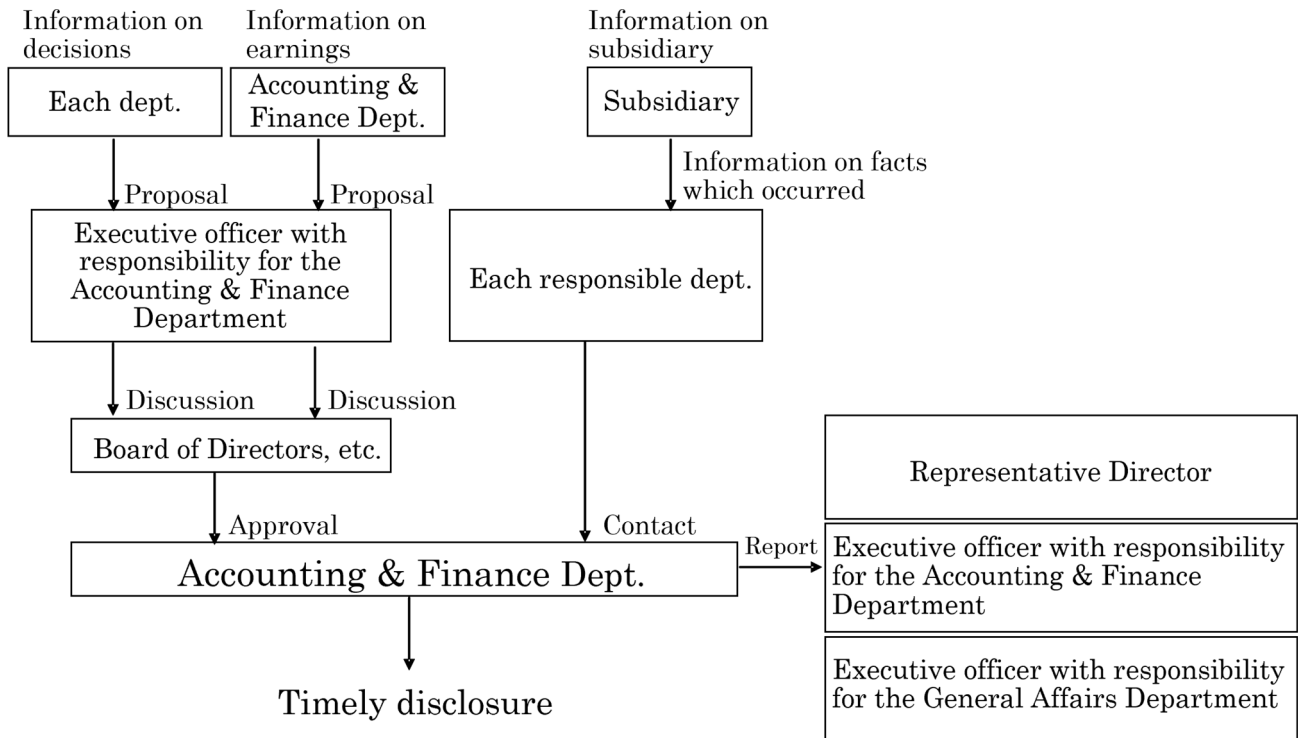 Information on
decisions
Information on
earnings
Information on
subsidiary
Each dept.
Accounting &
Finance Dept.
Subsidiary
Information on facts
which occurred
Proposal
Proposal
Executive officer with
responsibility for the
Accounting & Finance
Department
Each responsible dept.
Discussion
Discussion
Board of Directors, etc.
Representative Director
Approval
Contact
Report
Accounting & Finance Dept.
Executive officer with responsibility
for the Accounting & Finance
Department
Executive officer with responsibility
for the General Affairs Department
Timely disclosure